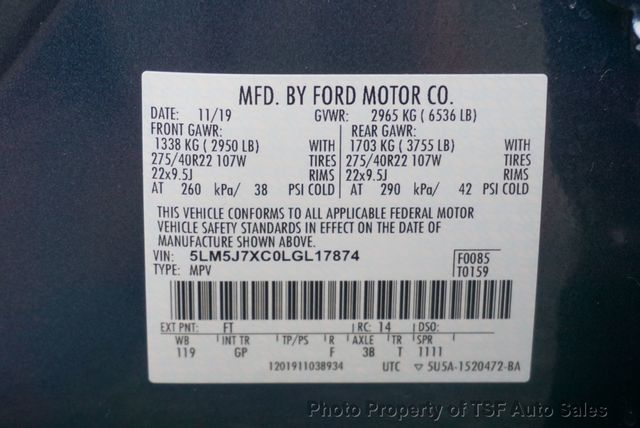 MFD. BY FORD MOTOR CO.
DATE: 11/19 GVWR: 2965 KG ( 6536 LB)
FRONT GAWR: REAR GAWR:
1338 KG ( 2950 LB) WITH 1703 KG ( 3755 LB) WITH
275/40R22 107W TIRES 275/40R22 107W TIRES
22x9.5J RIMS 22x9.5J RIMS
AT 260 kPa/ 38 PSI COLD AT 290 kPa/ 42 PSI COLD
THIS VEHICLE CONFORMS TO ALL APPLICABLE FEDERAL MOTOR
VEHICLE SAFETY STANDARDS IN EFFECT ON THE DATE OF
MANUFACTURE SHOWN ABOVE.
VIN: 5LM5J7XC0LGL17874 F0085
TYPE: MPV T0159
EXT PNT: FT RC: 14 DSO:
WB INT TR TP/PS R AXLE TR SPR
119 GP F 38 T 1111
1201911038934 UTC ▽ 5U5A-1520472-BA
Photo Property of TSF Auto Sales